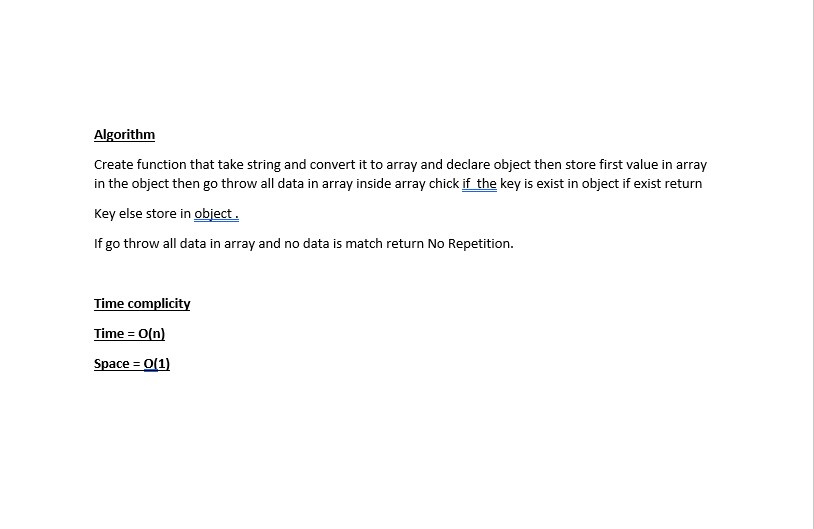 Algorithm
Create function that take string and convert it to array and declare object then store first value in array
in the object then go throw all data in array inside array chick if  the key is exist in object if exist return
Key else store in object .
If go throw all data in array and no data is match return No Repetition.
Time complicity
Time = O(n)
Space = O(1)